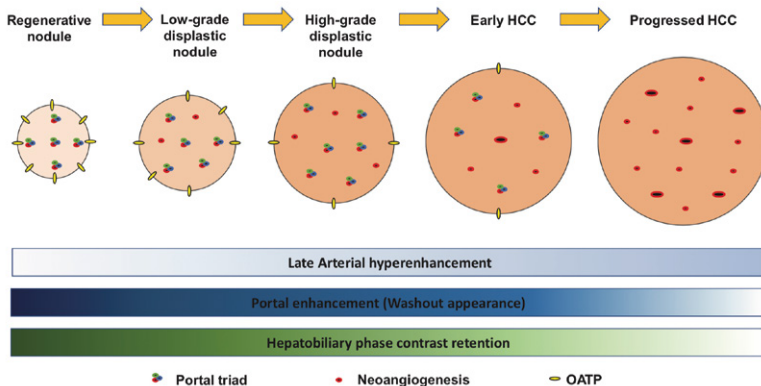 Regenerative
nodule
Low-grade
displastic
nodule
High-grade
displastic
nodule
Early HCC
Progressed HCC
Late Arterial hyperenhancement
Portal enhancement (Washout appearance)
Hepatobiliary phase contrast retention
Portal triad
Neoangiogenesis
OATP